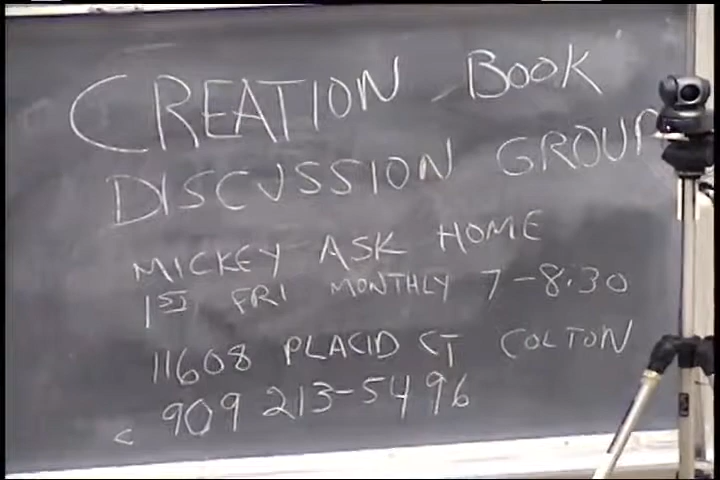 CREATION BOOK
DISCUSSION GROUP
MICKEY ASK HOME
1ST FRI MONTHLY 7-8:30
11608 PLACID CT COLTON
C 909 213-5496